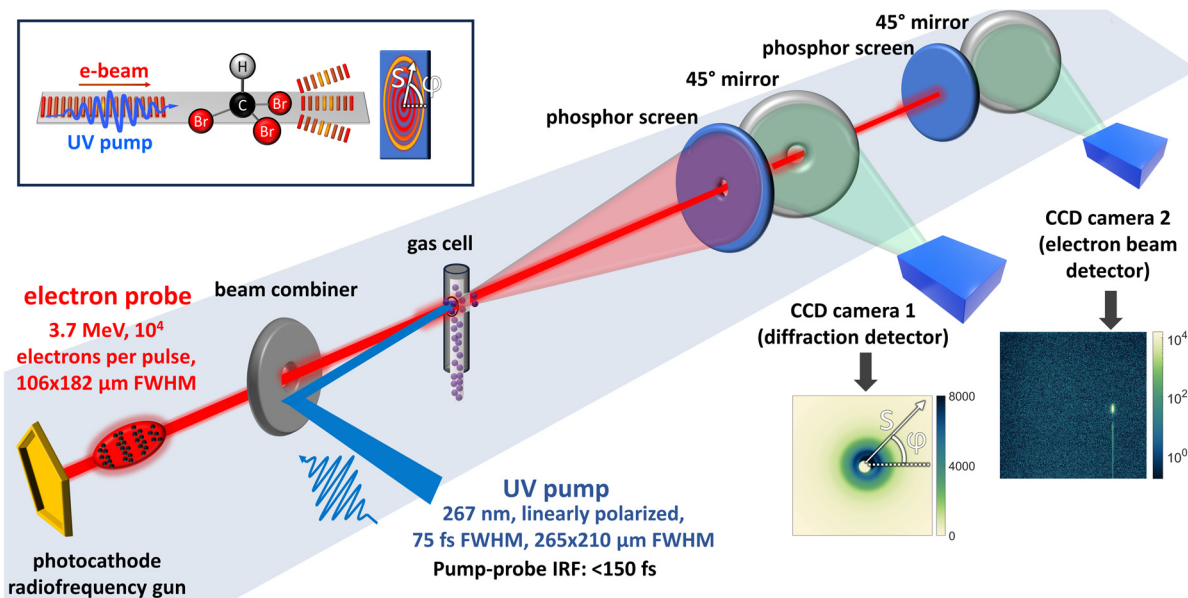 e-beam
UV pump
H
C
Br
Br
Br
S
φ
45° mirror
phosphor screen
45° mirror
phosphor screen
gas cell
beam combiner
electron probe
3.7 MeV, 10⁴
electrons per pulse,
106x182 μm FWHM
photocathode
radiofrequency gun
UV pump
267 nm, linearly polarized,
75 fs FWHM, 265x210 μm FWHM
Pump-probe IRF: <150 fs
CCD camera 1
(diffraction detector)
S
φ
8000
4000
0
CCD camera 2
(electron beam
detector)
10⁴
10²
10⁰